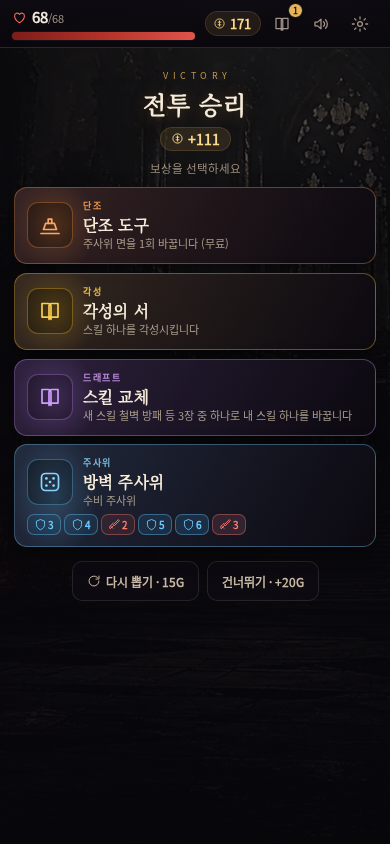 68/68
171
1
VICTORY
전투 승리
+111
보상을 선택하세요
단조
단조 도구
주사위 면을 1회 바꿉니다 (무료)
각성
각성의 서
스킬 하나를 각성시킵니다
드래프트
스킬 교체
새 스킬 철벽 방패 등 3장 중 하나로 내 스킬 하나를 바꿉니다
주사위
방벽 주사위
수비 주사위
3 4 2 5 6 3
다시 뽑기 · 15G
건너뛰기 · +20G